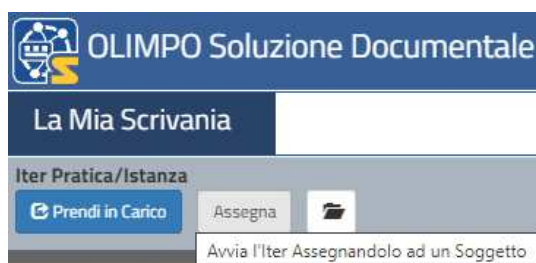 OLIMPO Soluzione Documentale
La Mia Scrivania
Iter Pratica/Istanza
Prendi in Carico Assegna
Avvia l'Iter Assegnandolo ad un Soggetto